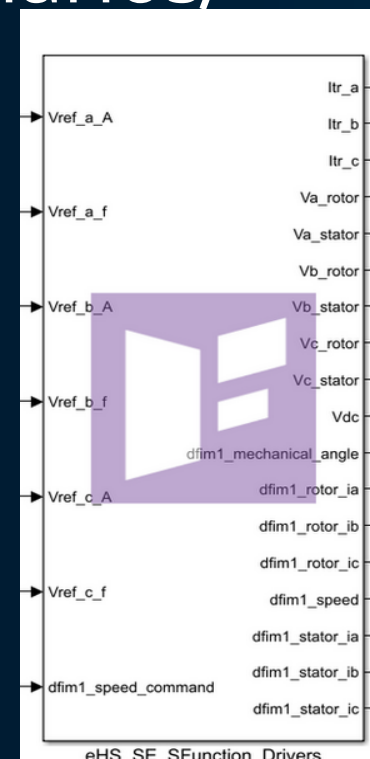 Vref_a_A
Vref_a_f
Vref_b_A
Vref_b_f
Vref_c_A
Vref_c_f
dfim1_speed_command
Itr_a
Itr_b
Itr_c
Va_rotor
Va_stator
Vb_rotor
Vb_stator
Vc_rotor
Vc_stator
Vdc
dfim1_mechanical_angle
dfim1_rotor_ia
dfim1_rotor_ib
dfim1_rotor_ic
dfim1_speed
dfim1_stator_ia
dfim1_stator_ib
dfim1_stator_ic
eHS_SF_SFunction_Drivers